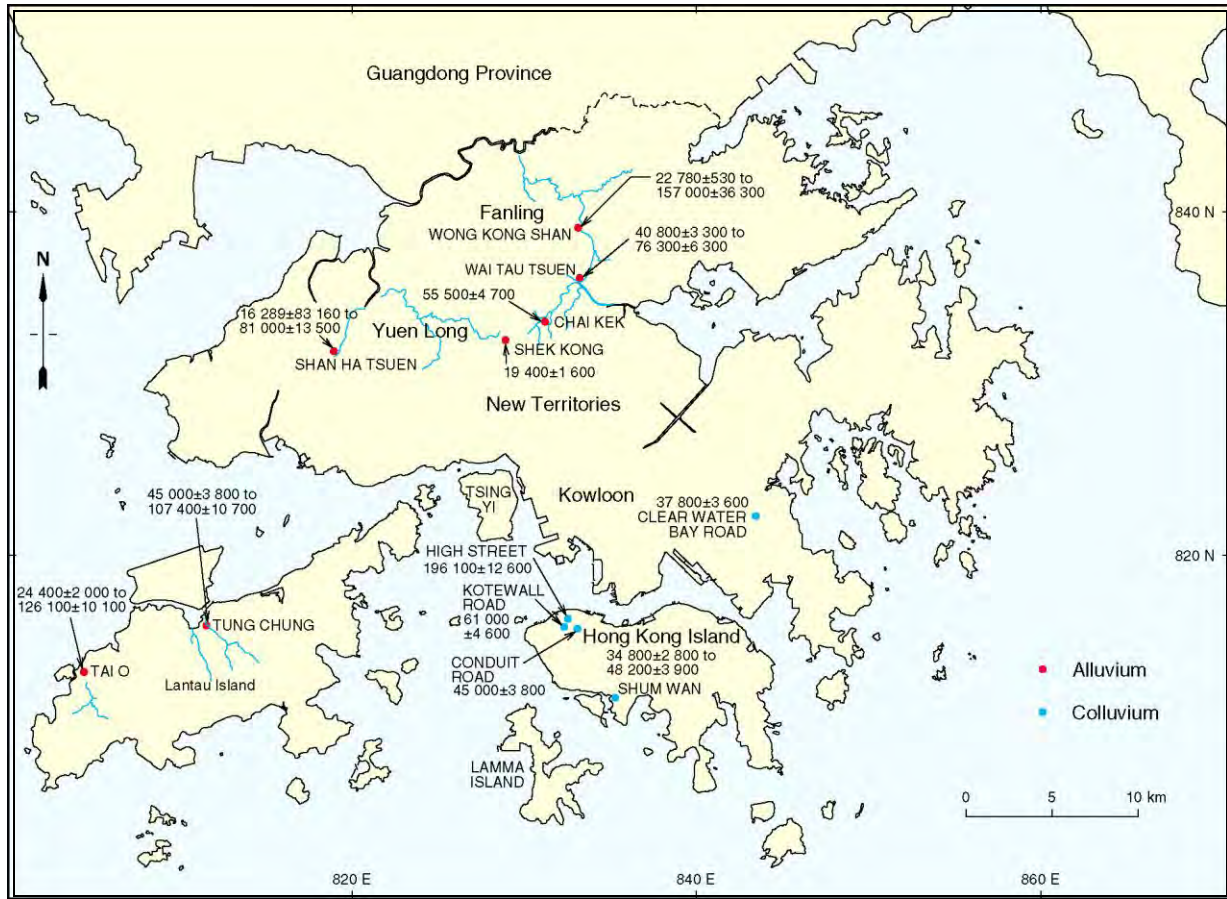 Guangdong Province
22 780±530 to
157 000±36 300
Fanling
WONG KONG SHAN
840 N
40 800±3 300 to
76 300±6 300
N
WAI TAU TSUEN
55 500±4 700
16 289±83 160 to
81 000±13 500
CHAI KEK
Yuen Long
SHEK KONG
SHAN HA TSUEN
19 400±1 600
New Territories
45 000±3 800 to
107 400±10 700
TSING
YI
Kowloon
37 800±3 600
CLEAR WATER
BAY ROAD
HIGH STREET
196 100±12 600
820 N
24 400±2 000 to
126 100±10 100
KOTEWALL
ROAD
61 000
±4 600
TUNG CHUNG
Hong Kong Island
34 800±2 800 to
48 200±3 900
SHUM WAN
CONDUIT
ROAD
45 000±3 800
TAI O
Lantau Island
Alluvium
Colluvium
LAMMA
ISLAND
0 5 10 km
820 E
840 E
860 E